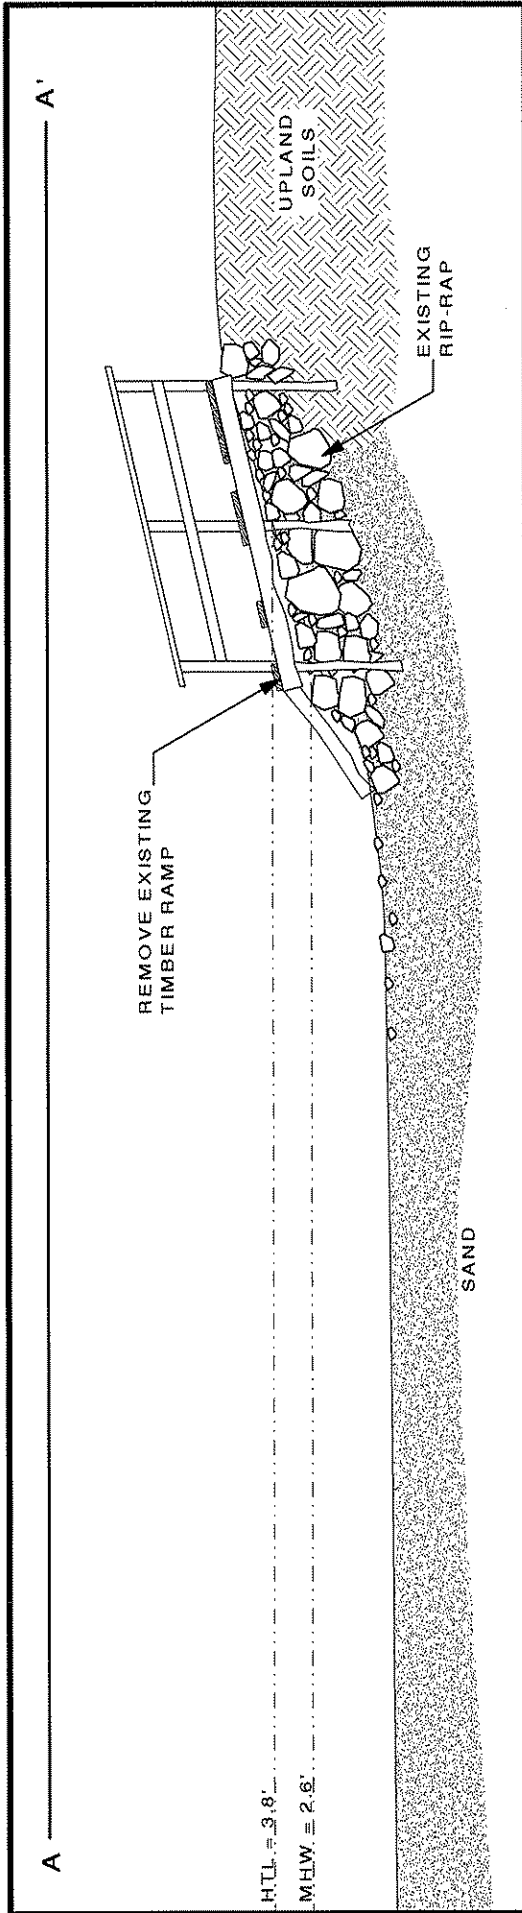 A
A'
REMOVE EXISTING
TIMBER RAMP
UPLAND
SOILS
HTL = 3.8'
MHW = 2.6'
EXISTING
RIP-RAP
SAND